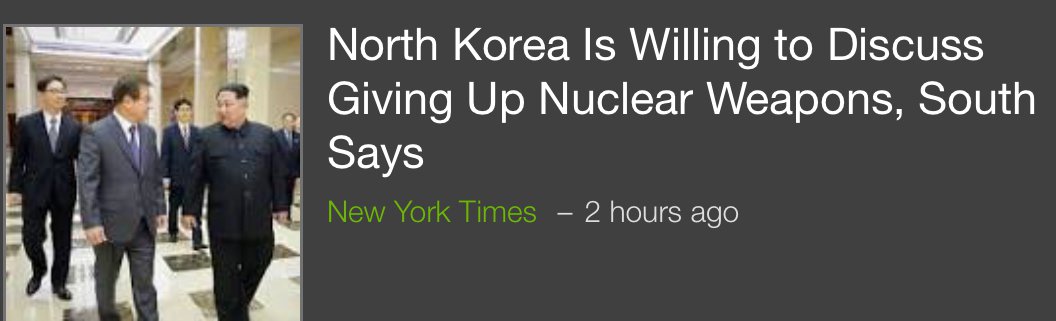 North Korea Is Willing to Discuss
Giving Up Nuclear Weapons, South
Says
New York Times – 2 hours ago